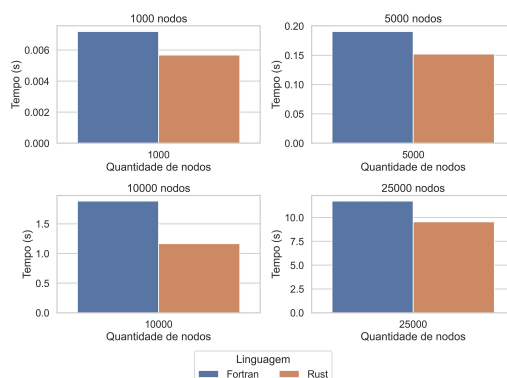 1000 nodos
5000 nodos
0.006
0.004
0.002
0.000
Tempo (s)
1000
Quantidade de nodos
0.20
0.15
0.10
0.05
0.00
Tempo (s)
5000
Quantidade de nodos
10000 nodos
25000 nodos
1.5
1.0
0.5
0.0
Tempo (s)
10000
Quantidade de nodos
10.0
7.5
5.0
2.5
0.0
Tempo (s)
25000
Quantidade de nodos
Linguagem
Fortran Rust